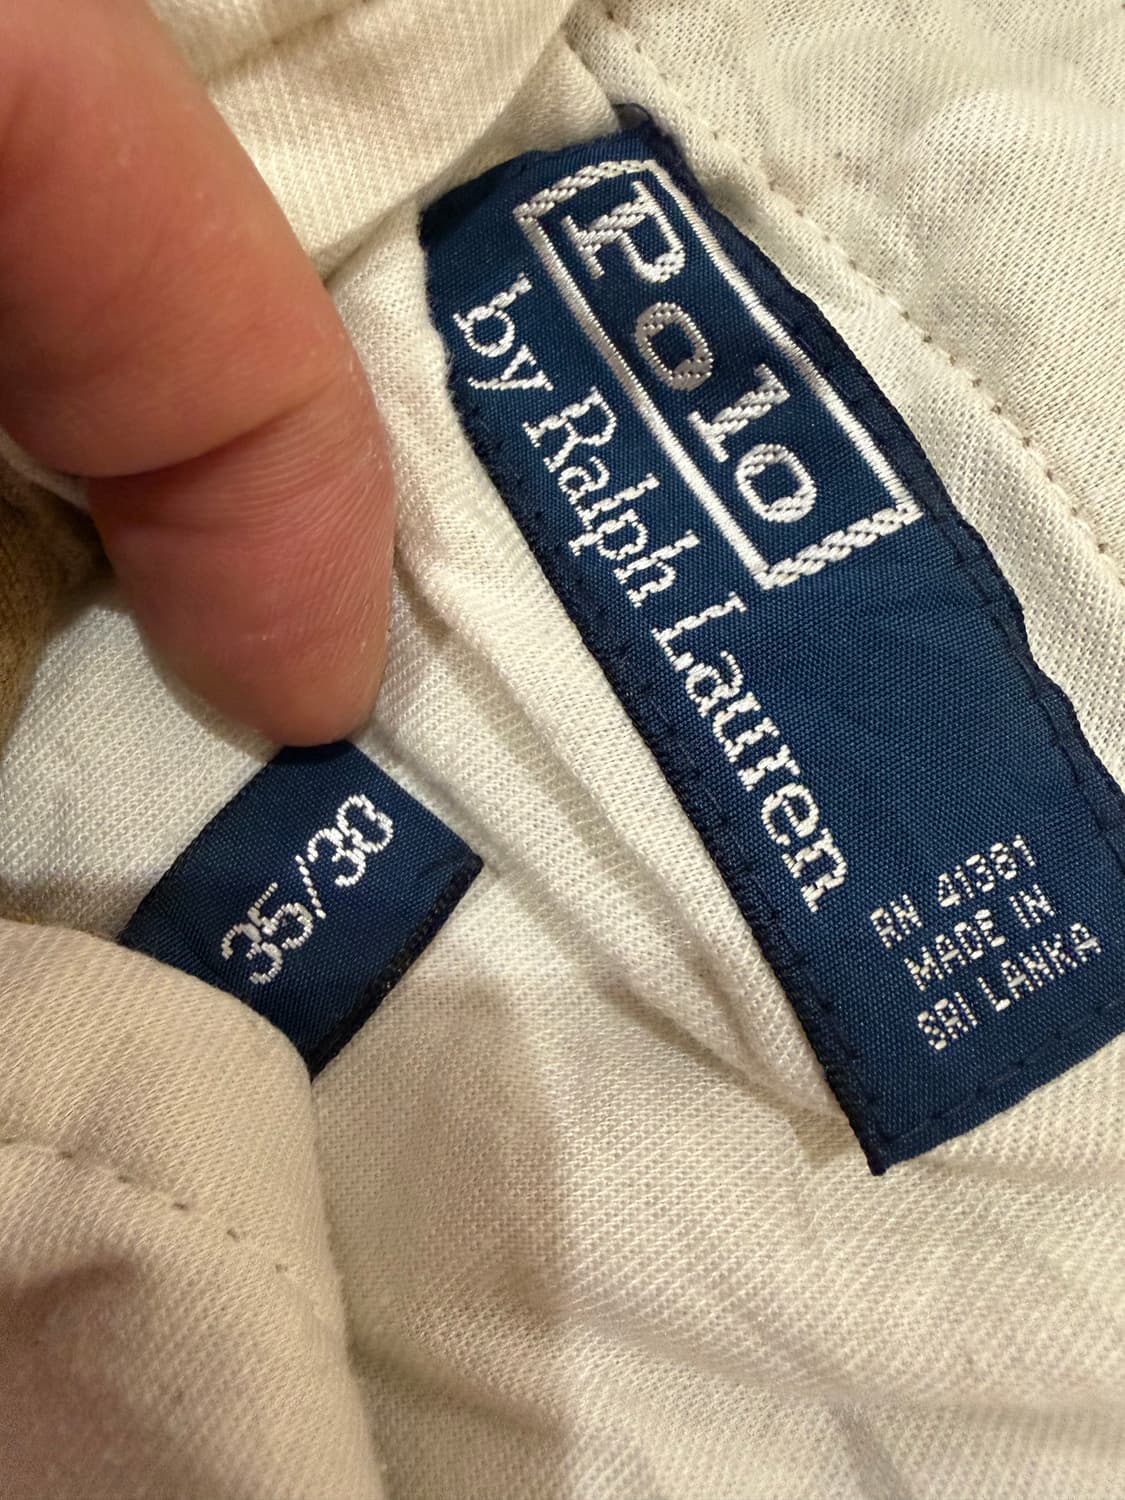 Polo
by Ralph Lauren
RN 41381
MADE IN
SRI LANKA
35/30